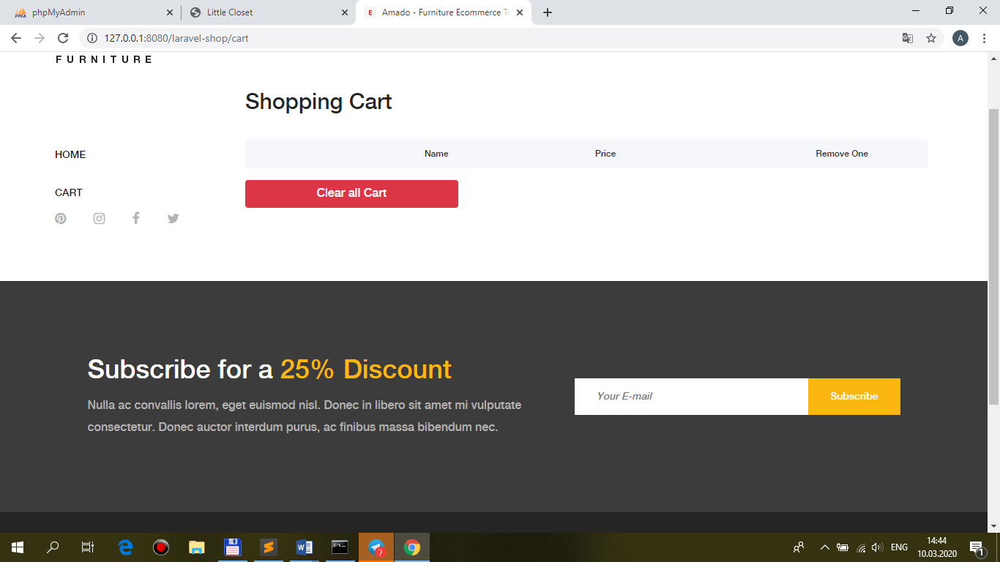 phpMyAdmin
Little Closet
Amado - Furniture Ecommerce Te
127.0.0.1:8080/laravel-shop/cart
A
FURNITURE
Shopping Cart
HOME
CART
Name Price Remove One
Clear all Cart
Subscribe for a 25% Discount
Nulla ac convallis lorem, eget euismod nisl. Donec in libero sit amet mi vulputate
consectetur. Donec auctor interdum purus, ac finibus massa bibendum nec.
Your E-mail
Subscribe
7
ENG
14:44
10.03.2020
1